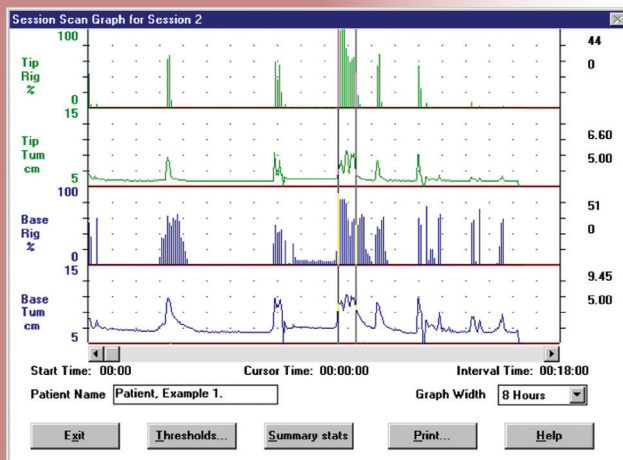 Session Scan Graph for Session 2
100
Tip
Rig
%
0
44
0
15
Tip
Tum
cm
5
6.60
5.00
100
Base
Rig
%
0
51
0
15
Base
Tum
cm
5
9.45
5.00
Start Time: 00:00 Cursor Time: 00:00:00 Interval Time: 00:18:00
Patient Name Patient, Example 1. Graph Width 8 Hours
Exit Thresholds... Summary stats Print... Help